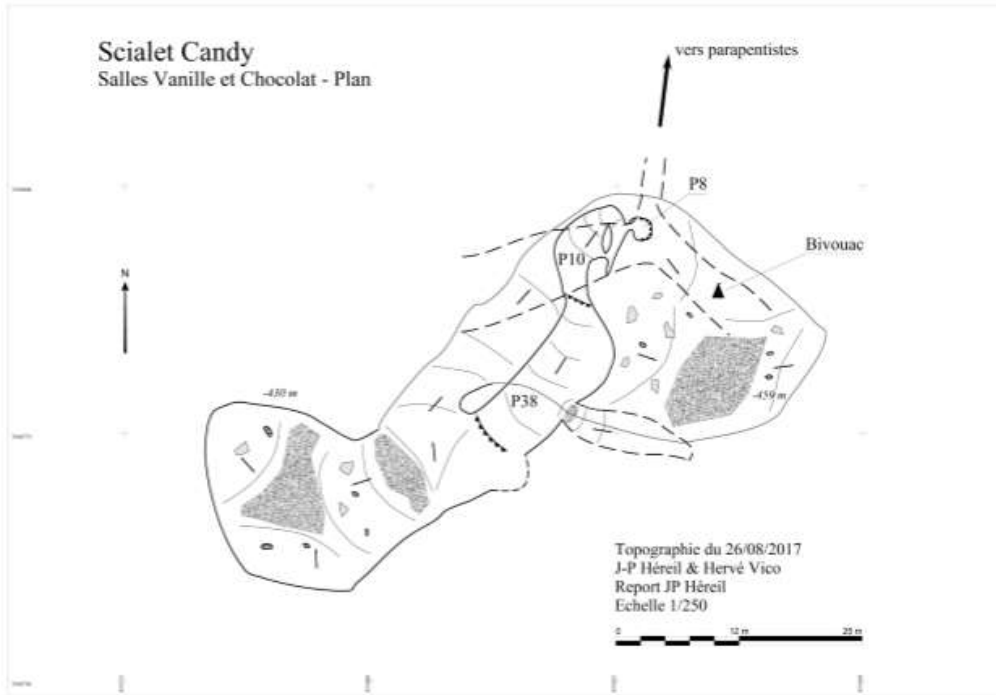 Scialet Candy
Salles Vanille et Chocolat - Plan
vers parapentistes
P8
Bivouac
P10
N
-430 m
P38
-459 m
Topographie du 26/08/2017
J-P Héreil & Hervé Vico
Report JP Héreil
Echelle 1/250
0 12 m 25 m